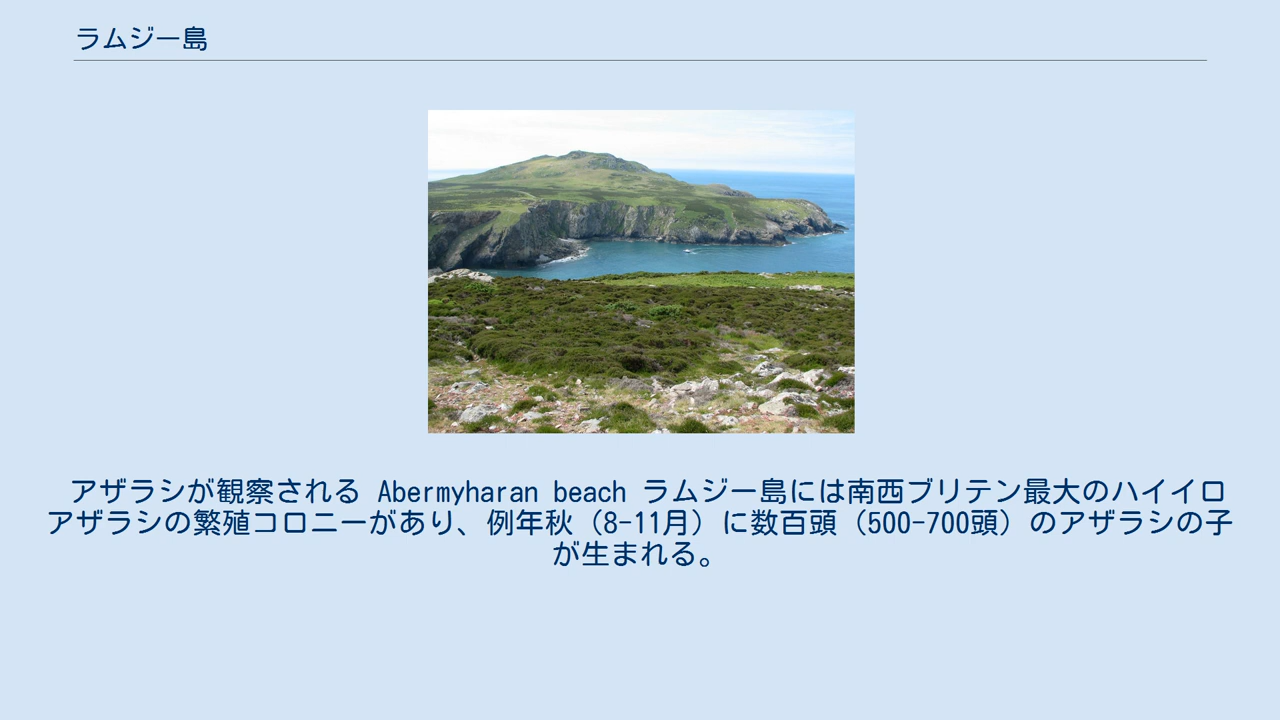 ラムジー島
アザラシが観察される Abermyharan beach ラムジー島には南西ブリテン最大のハイイロ
アザラシの繁殖コロニーがあり、例年秋（8-11月）に数百頭（500-700頭）のアザラシの子
が生まれる。